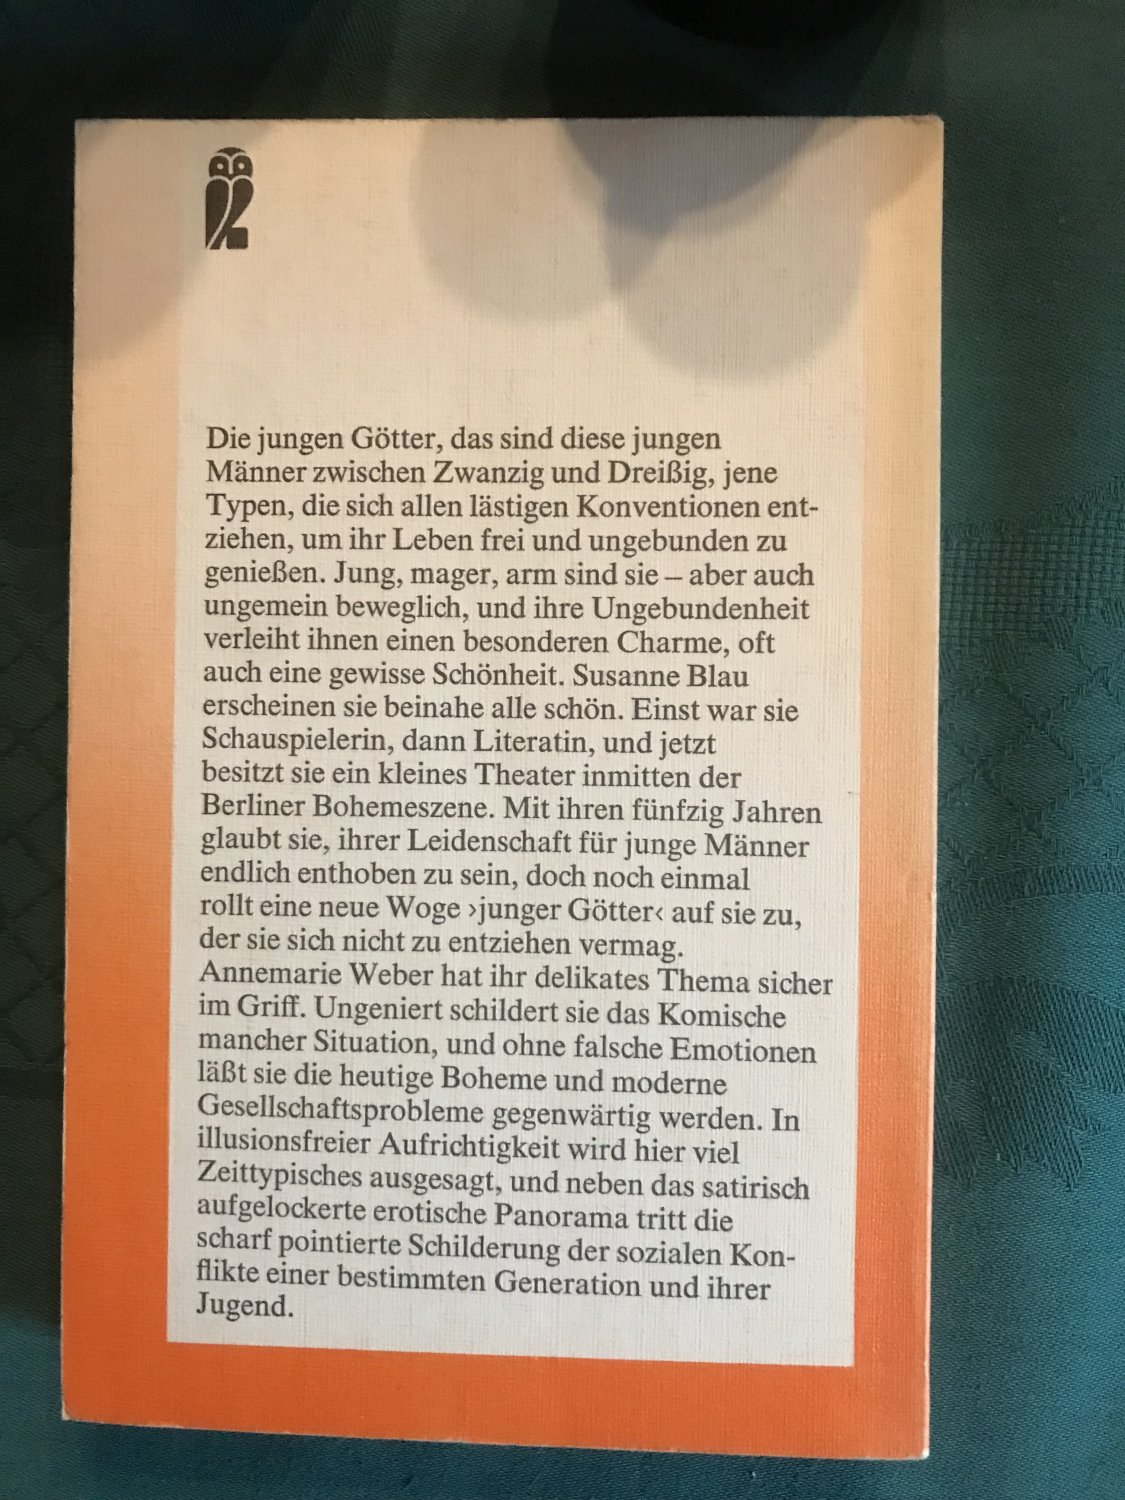 Die jungen Götter, das sind diese jungen
Männer zwischen Zwanzig und Dreißig, jene
Typen, die sich allen lästigen Konventionen ent-
ziehen, um ihr Leben frei und ungebunden zu
genießen. Jung, mager, arm sind sie – aber auch
ungemein beweglich, und ihre Ungebundenheit
verleiht ihnen einen besonderen Charme, oft
auch eine gewisse Schönheit. Susanne Blau
erscheinen sie beinahe alle schön. Einst war sie
Schauspielerin, dann Literatin, und jetzt
besitzt sie ein kleines Theater inmitten der
Berliner Bohemeszene. Mit ihren fünfzig Jahren
glaubt sie, ihrer Leidenschaft für junge Männer
endlich enthoben zu sein, doch noch einmal
rollt eine neue Woge ›junger Götter‹ auf sie zu,
der sie sich nicht zu entziehen vermag.
Annemarie Weber hat ihr delikates Thema sicher
im Griff. Ungeniert schildert sie das Komische
mancher Situation, und ohne falsche Emotionen
läßt sie die heutige Boheme und moderne
Gesellschaftsprobleme gegenwärtig werden. In
illusionsfreier Aufrichtigkeit wird hier viel
Zeittypisches ausgesagt, und neben das satirisch
aufgelockerte erotische Panorama tritt die
scharf pointierte Schilderung der sozialen Kon-
flikte einer bestimmten Generation und ihrer
Jugend.